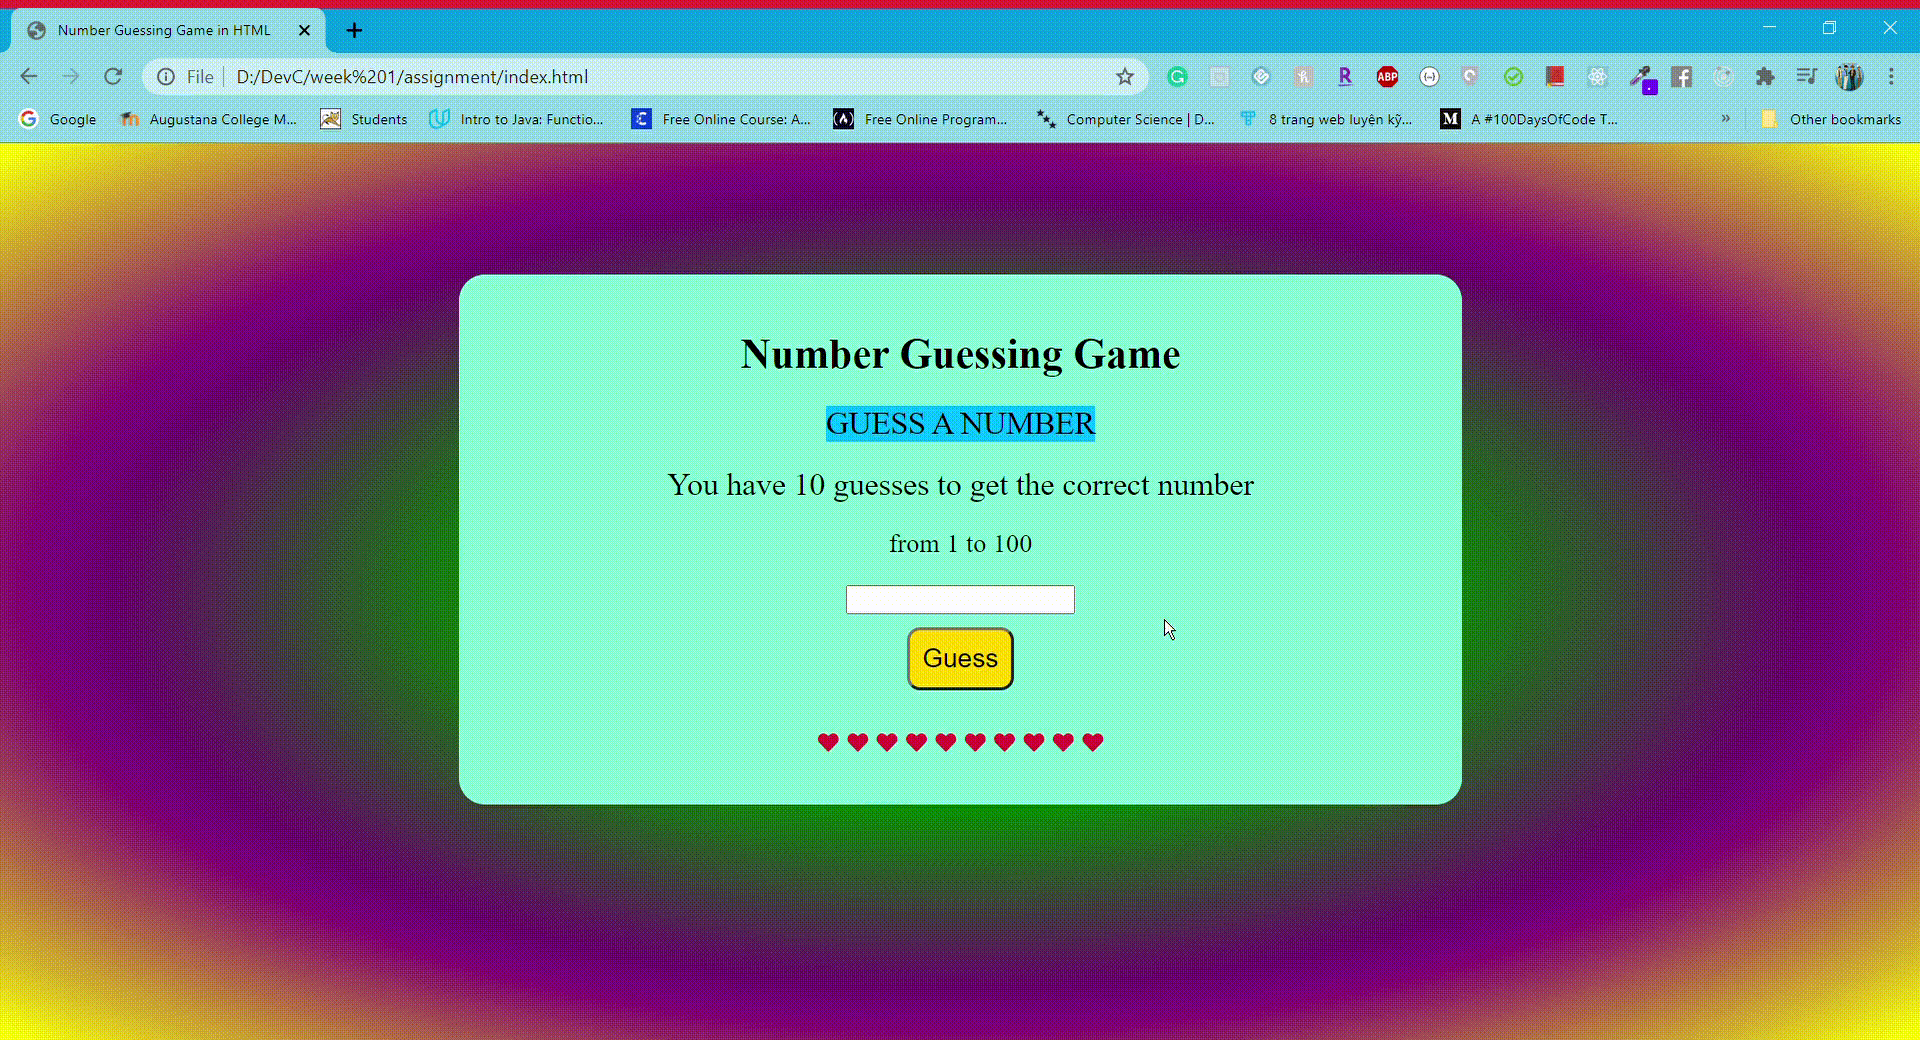 Number Guessing Game in HTML
File D:/DevC/week%201/assignment/index.html
G R ABP
Google Augustana College M... Students Intro to Java: Functio... C Free Online Course: A... (A) Free Online Program... Computer Science | D... 8 trang web luyện kỹ... M A #100DaysOfCode T... » Other bookmarks
Number Guessing Game
GUESS A NUMBER
You have 10 guesses to get the correct number
from 1 to 100
Guess